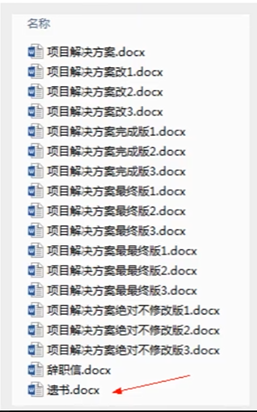 名称
项目解决方案.docx
项目解决方案改1.docx
项目解决方案改2.docx
项目解决方案改3.docx
项目解决方案完成版1.docx
项目解决方案完成版2.docx
项目解决方案完成版3.docx
项目解决方案最终版1.docx
项目解决方案最终版2.docx
项目解决方案最终版3.docx
项目解决方案最最终版1.docx
项目解决方案最最终版2.docx
项目解决方案最最终版3.docx
项目解决方案绝对不修改版1.docx
项目解决方案绝对不修改版2.docx
项目解决方案绝对不修改版3.docx
辞职信.docx
遗书.docx